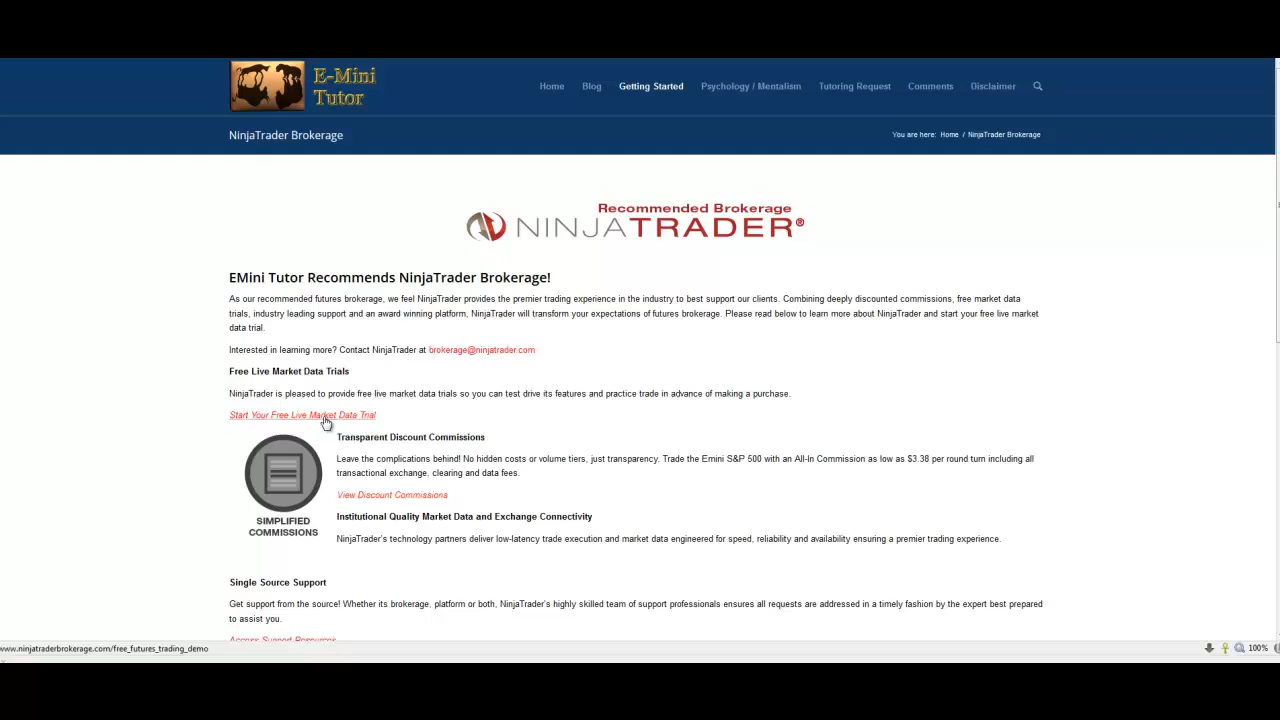 E-Mini
Tutor
Home Blog Getting Started Psychology / Mentalism Tutoring Request Comments Disclaimer
NinjaTrader Brokerage
You are here: Home / NinjaTrader Brokerage
Recommended Brokerage
NINJATRADER®
EMini Tutor Recommends NinjaTrader Brokerage!
As our recommended futures brokerage, we feel NinjaTrader provides the premier trading experience in the industry to best support our clients. Combining deeply discounted commissions, free market data
trials, industry leading support and an award winning platform, NinjaTrader will transform your expectations of futures brokerage. Please read below to learn more about NinjaTrader and start your free live market
data trial.
Interested in learning more? Contact NinjaTrader at brokerage@ninjatrader.com
Free Live Market Data Trials
NinjaTrader is pleased to provide free live market data trials so you can test drive its features and practice trade in advance of making a purchase.
Start Your Free Live Market Data Trial
Transparent Discount Commissions
Leave the complications behind! No hidden costs or volume tiers, just transparency. Trade the Emini S&P 500 with an All-In Commission as low as $3.38 per round turn including all
transactional exchange, clearing and data fees.
View Discount Commissions
SIMPLIFIED
COMMISSIONS
Institutional Quality Market Data and Exchange Connectivity
NinjaTrader's technology partners deliver low-latency trade execution and market data engineered for speed, reliability and availability ensuring a premier trading experience.
Single Source Support
Get support from the source! Whether its brokerage, platform or both, NinjaTrader's highly skilled team of support professionals ensures all requests are addressed in a timely fashion by the expert best prepared
to assist you.
Access Support Resources
www.ninjatraderbrokerage.com/free_futures_trading_demo
100%